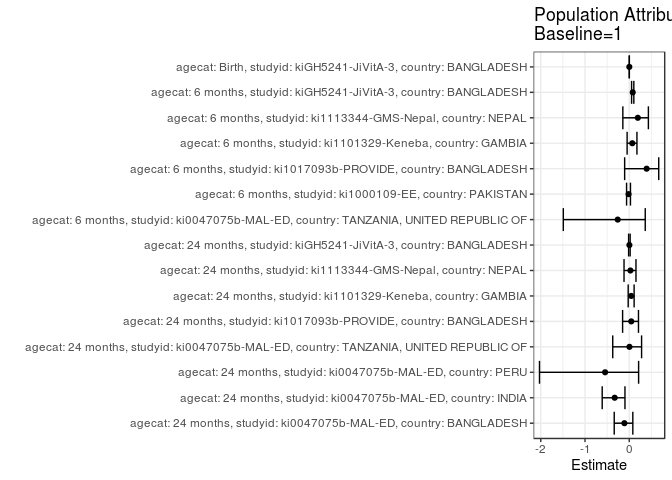 Population Attribu
Baseline=1
agecat: Birth, studyid: kiGH5241-JiVitA-3, country: BANGLADESH
agecat: 6 months, studyid: kiGH5241-JiVitA-3, country: BANGLADESH
agecat: 6 months, studyid: ki1113344-GMS-Nepal, country: NEPAL
agecat: 6 months, studyid: ki1101329-Keneba, country: GAMBIA
agecat: 6 months, studyid: ki1017093b-PROVIDE, country: BANGLADESH
agecat: 6 months, studyid: ki1000109-EE, country: PAKISTAN
agecat: 6 months, studyid: ki0047075b-MAL-ED, country: TANZANIA, UNITED REPUBLIC OF
agecat: 24 months, studyid: kiGH5241-JiVitA-3, country: BANGLADESH
agecat: 24 months, studyid: ki1113344-GMS-Nepal, country: NEPAL
agecat: 24 months, studyid: ki1101329-Keneba, country: GAMBIA
agecat: 24 months, studyid: ki1017093b-PROVIDE, country: BANGLADESH
agecat: 24 months, studyid: ki0047075b-MAL-ED, country: TANZANIA, UNITED REPUBLIC OF
agecat: 24 months, studyid: ki0047075b-MAL-ED, country: PERU
agecat: 24 months, studyid: ki0047075b-MAL-ED, country: INDIA
agecat: 24 months, studyid: ki0047075b-MAL-ED, country: BANGLADESH
-2 -1 0
Estimate